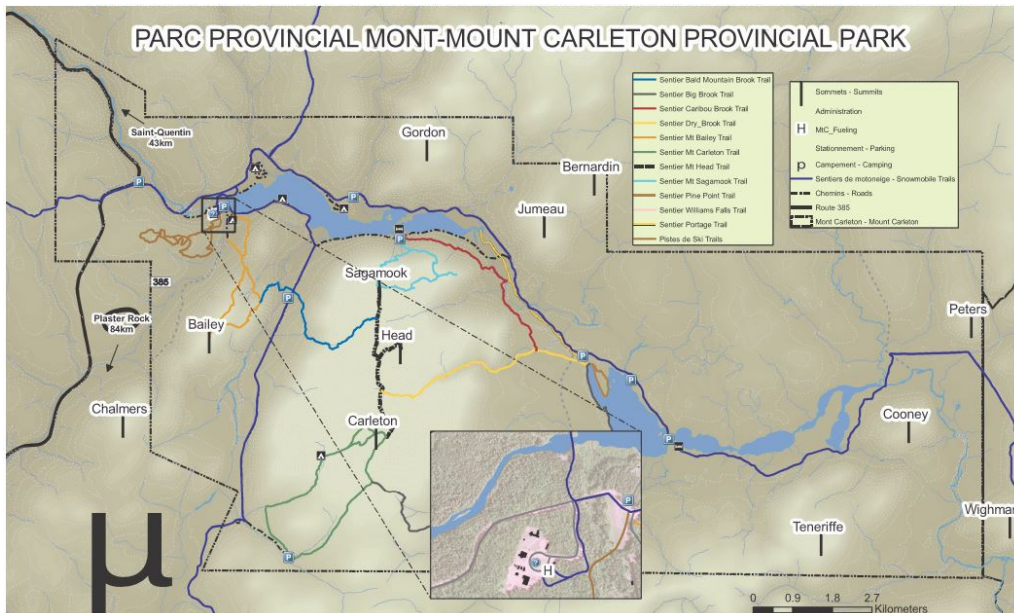 PARC PROVINCIAL MONT-MOUNT CARLETON PROVINCIAL PARK
Saint-Quentin
43km
Gordon
Bernardin
Jumeau
Sentier Bald Mountain Brook Trail
Sentier Big Brook Trail
Sentier Caribou Brook Trail
Sentier Dry_Brook Trail
Sentier Mt Bailey Trail
Sentier Mt Carleton Trail
Sentier Mt Head Trail
Sentier Mt Sagamook Trail
Sentier Pine Point Trail
Sentier Williams Falls Trail
Sentier Portage Trail
Pistes de Ski Trails
Sommets - Summits
Administration
H MtC_Fueling
Stationnement - Parking
p Campement - Camping
Sentiers de motoneige - Snowmobile Trails
Chemins - Roads
Route 385
Mont Carleton - Mount Carleton
P
P
P
P
Sagamook
385
P
Plaster Rock
84km
Bailey
Head
Peters
P
P
Chalmers
Carleton
Cooney
P
P
H
Teneriffe
Wighman
P
µ
0 0.9 1.8 2.7
Kilometers